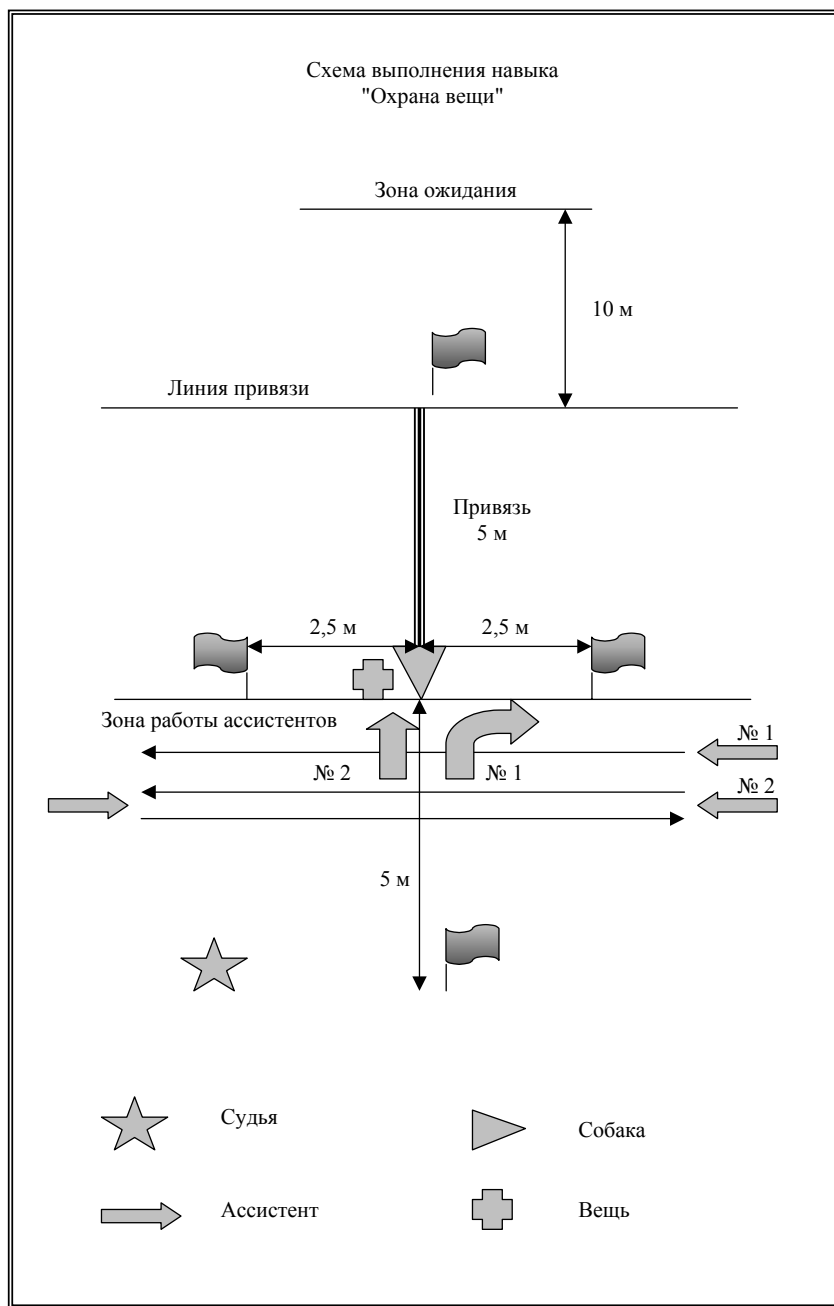 Схема выполнения навыка
"Охрана вещи"
Зона ожидания
10 м
Линия привязи
Привязь
5 м
2,5 м
2,5 м
Зона работы ассистентов
№ 1
№ 2
№ 1
№ 2
5 м
Судья
Собака
Ассистент
Вещь